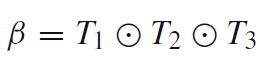 β = T₁ ⊙ T₂ ⊙ T₃